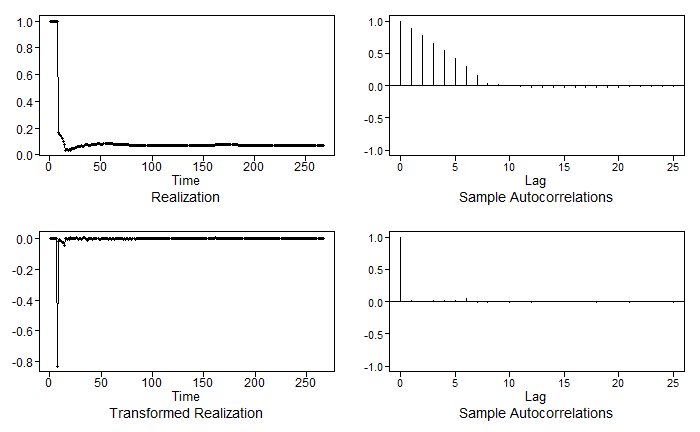 1.0
0.8
0.6
0.4
0.2
0.0
0 50 100 150 200 250
Time
Realization
1.0
0.5
0.0
-0.5
-1.0
0 5 10 15 20 25
Lag
Sample Autocorrelations
0.0
-0.2
-0.4
-0.6
-0.8
0 50 100 150 200 250
Time
Transformed Realization
1.0
0.5
0.0
-0.5
-1.0
0 5 10 15 20 25
Lag
Sample Autocorrelations